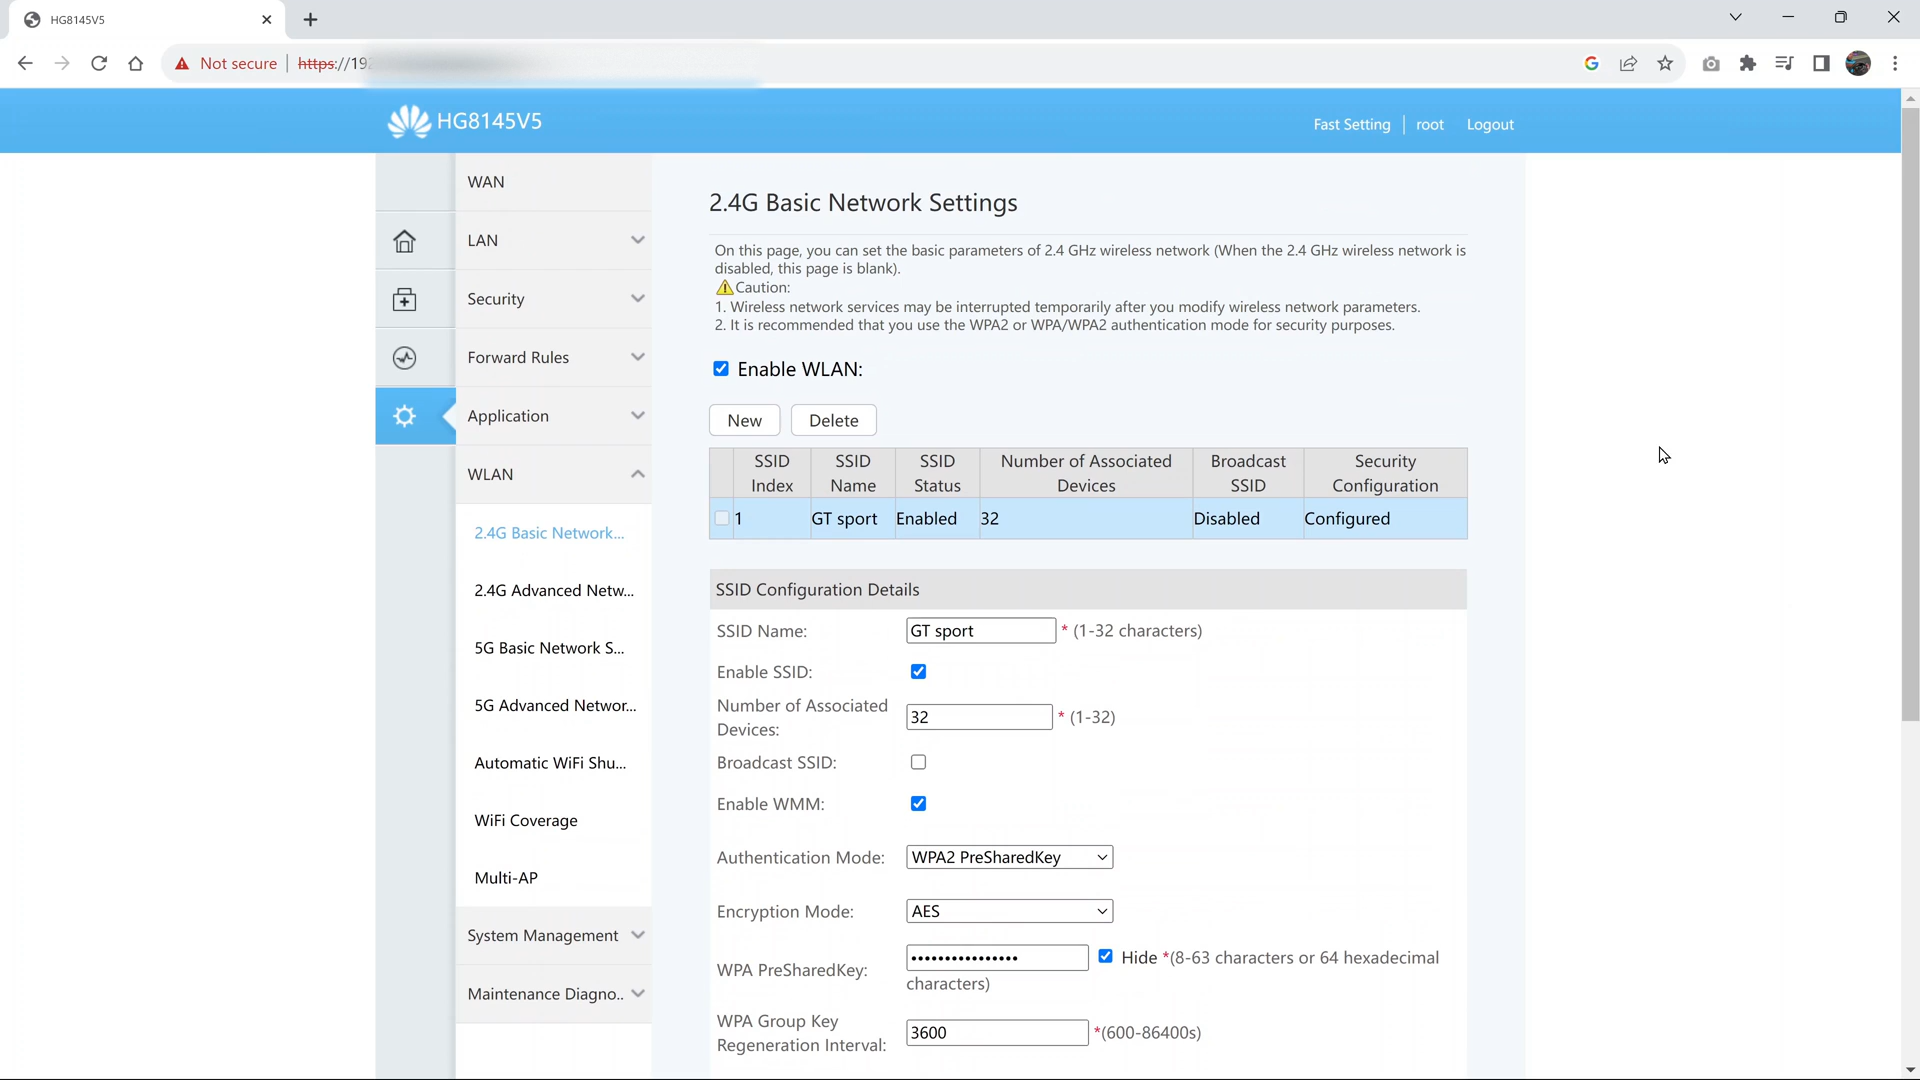 HG8145V5
Not secure
https://19
HG8145V5
Fast Setting
root
Logout
WAN
LAN
Security
Forward Rules
Application
WLAN
2.4G Basic Network...
2.4G Advanced Netw...
5G Basic Network S...
5G Advanced Networ...
Automatic WiFi Shu...
WiFi Coverage
Multi-AP
System Management
Maintenance Diagno..
2.4G Basic Network Settings
On this page, you can set the basic parameters of 2.4 GHz wireless network (When the 2.4 GHz wireless network is
disabled, this page is blank).
Caution:
1. Wireless network services may be interrupted temporarily after you modify wireless network parameters.
2. It is recommended that you use the WPA2 or WPA/WPA2 authentication mode for security purposes.
Enable WLAN:
New Delete
SSID Index SSID Name SSID Status Number of Associated Devices Broadcast SSID Security Configuration
1 GT sport Enabled 32 Disabled Configured
SSID Configuration Details
SSID Name: GT sport * (1-32 characters)
Enable SSID:
Number of Associated
Devices: 32 * (1-32)
Broadcast SSID:
Enable WMM:
Authentication Mode: WPA2 PreSharedKey
Encryption Mode: AES
WPA PreSharedKey: •••••••••••••••• Hide *(8-63 characters or 64 hexadecimal
characters)
WPA Group Key
Regeneration Interval: 3600 *(600-86400s)